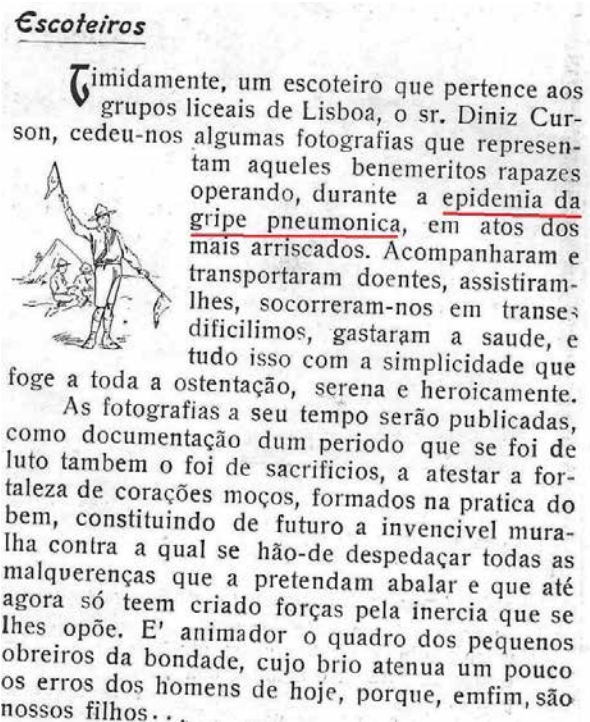 Escoteiros
Timidamente, um escoteiro que pertence aos
grupos liceais de Lisboa, o sr. Diniz Cur-
son, cedeu-nos algumas fotografias que represen-
tam aqueles benemeritos rapazes
operando, durante a epidemia da
gripe pneumonica, em atos dos
mais arriscados. Acompanharam e
transportaram doentes, assistiram-
lhes, socorreram-nos em transes
dificilimos, gastaram a saude, e
tudo isso com a simplicidade que
foge a toda a ostentação, serena e heroicamente.
As fotografias a seu tempo serão publicadas,
como documentação dum periodo que se foi de
luto tambem o foi de sacrificios, a atestar a for-
taleza de corações moços, formados na pratica do
bem, constituindo de futuro a invencivel mura-
lha contra a qual se hão-de despedaçar todas as
malquerenças que a pretendam abalar e que até
agora só teem criado forças pela inercia que se
lhes opõe. E' animador o quadro dos pequenos
obreiros da bondade, cujo brio atenua um pouco
os erros dos homens de hoje, porque, emfim, são
nossos filhos...